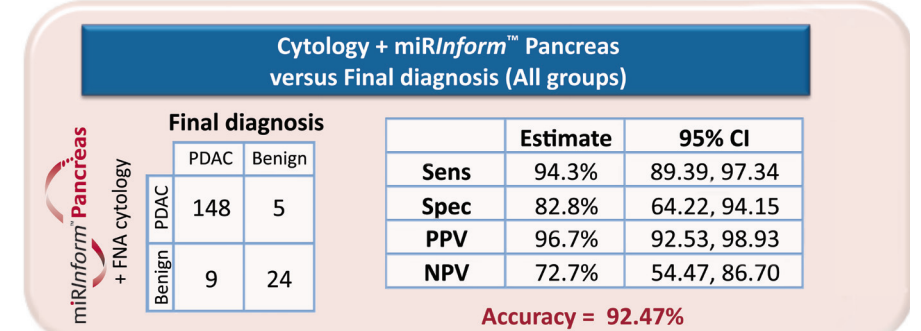 Cytology + miRInform™ Pancreas
versus Final diagnosis (All groups)
miRInform™ Pancreas
+ FNA cytology
Final diagnosis
PDAC Benign
PDAC 148 5
Benign 9 24
Estimate 95% CI
Sens 94.3% 89.39, 97.34
Spec 82.8% 64.22, 94.15
PPV 96.7% 92.53, 98.93
NPV 72.7% 54.47, 86.70
Accuracy = 92.47%